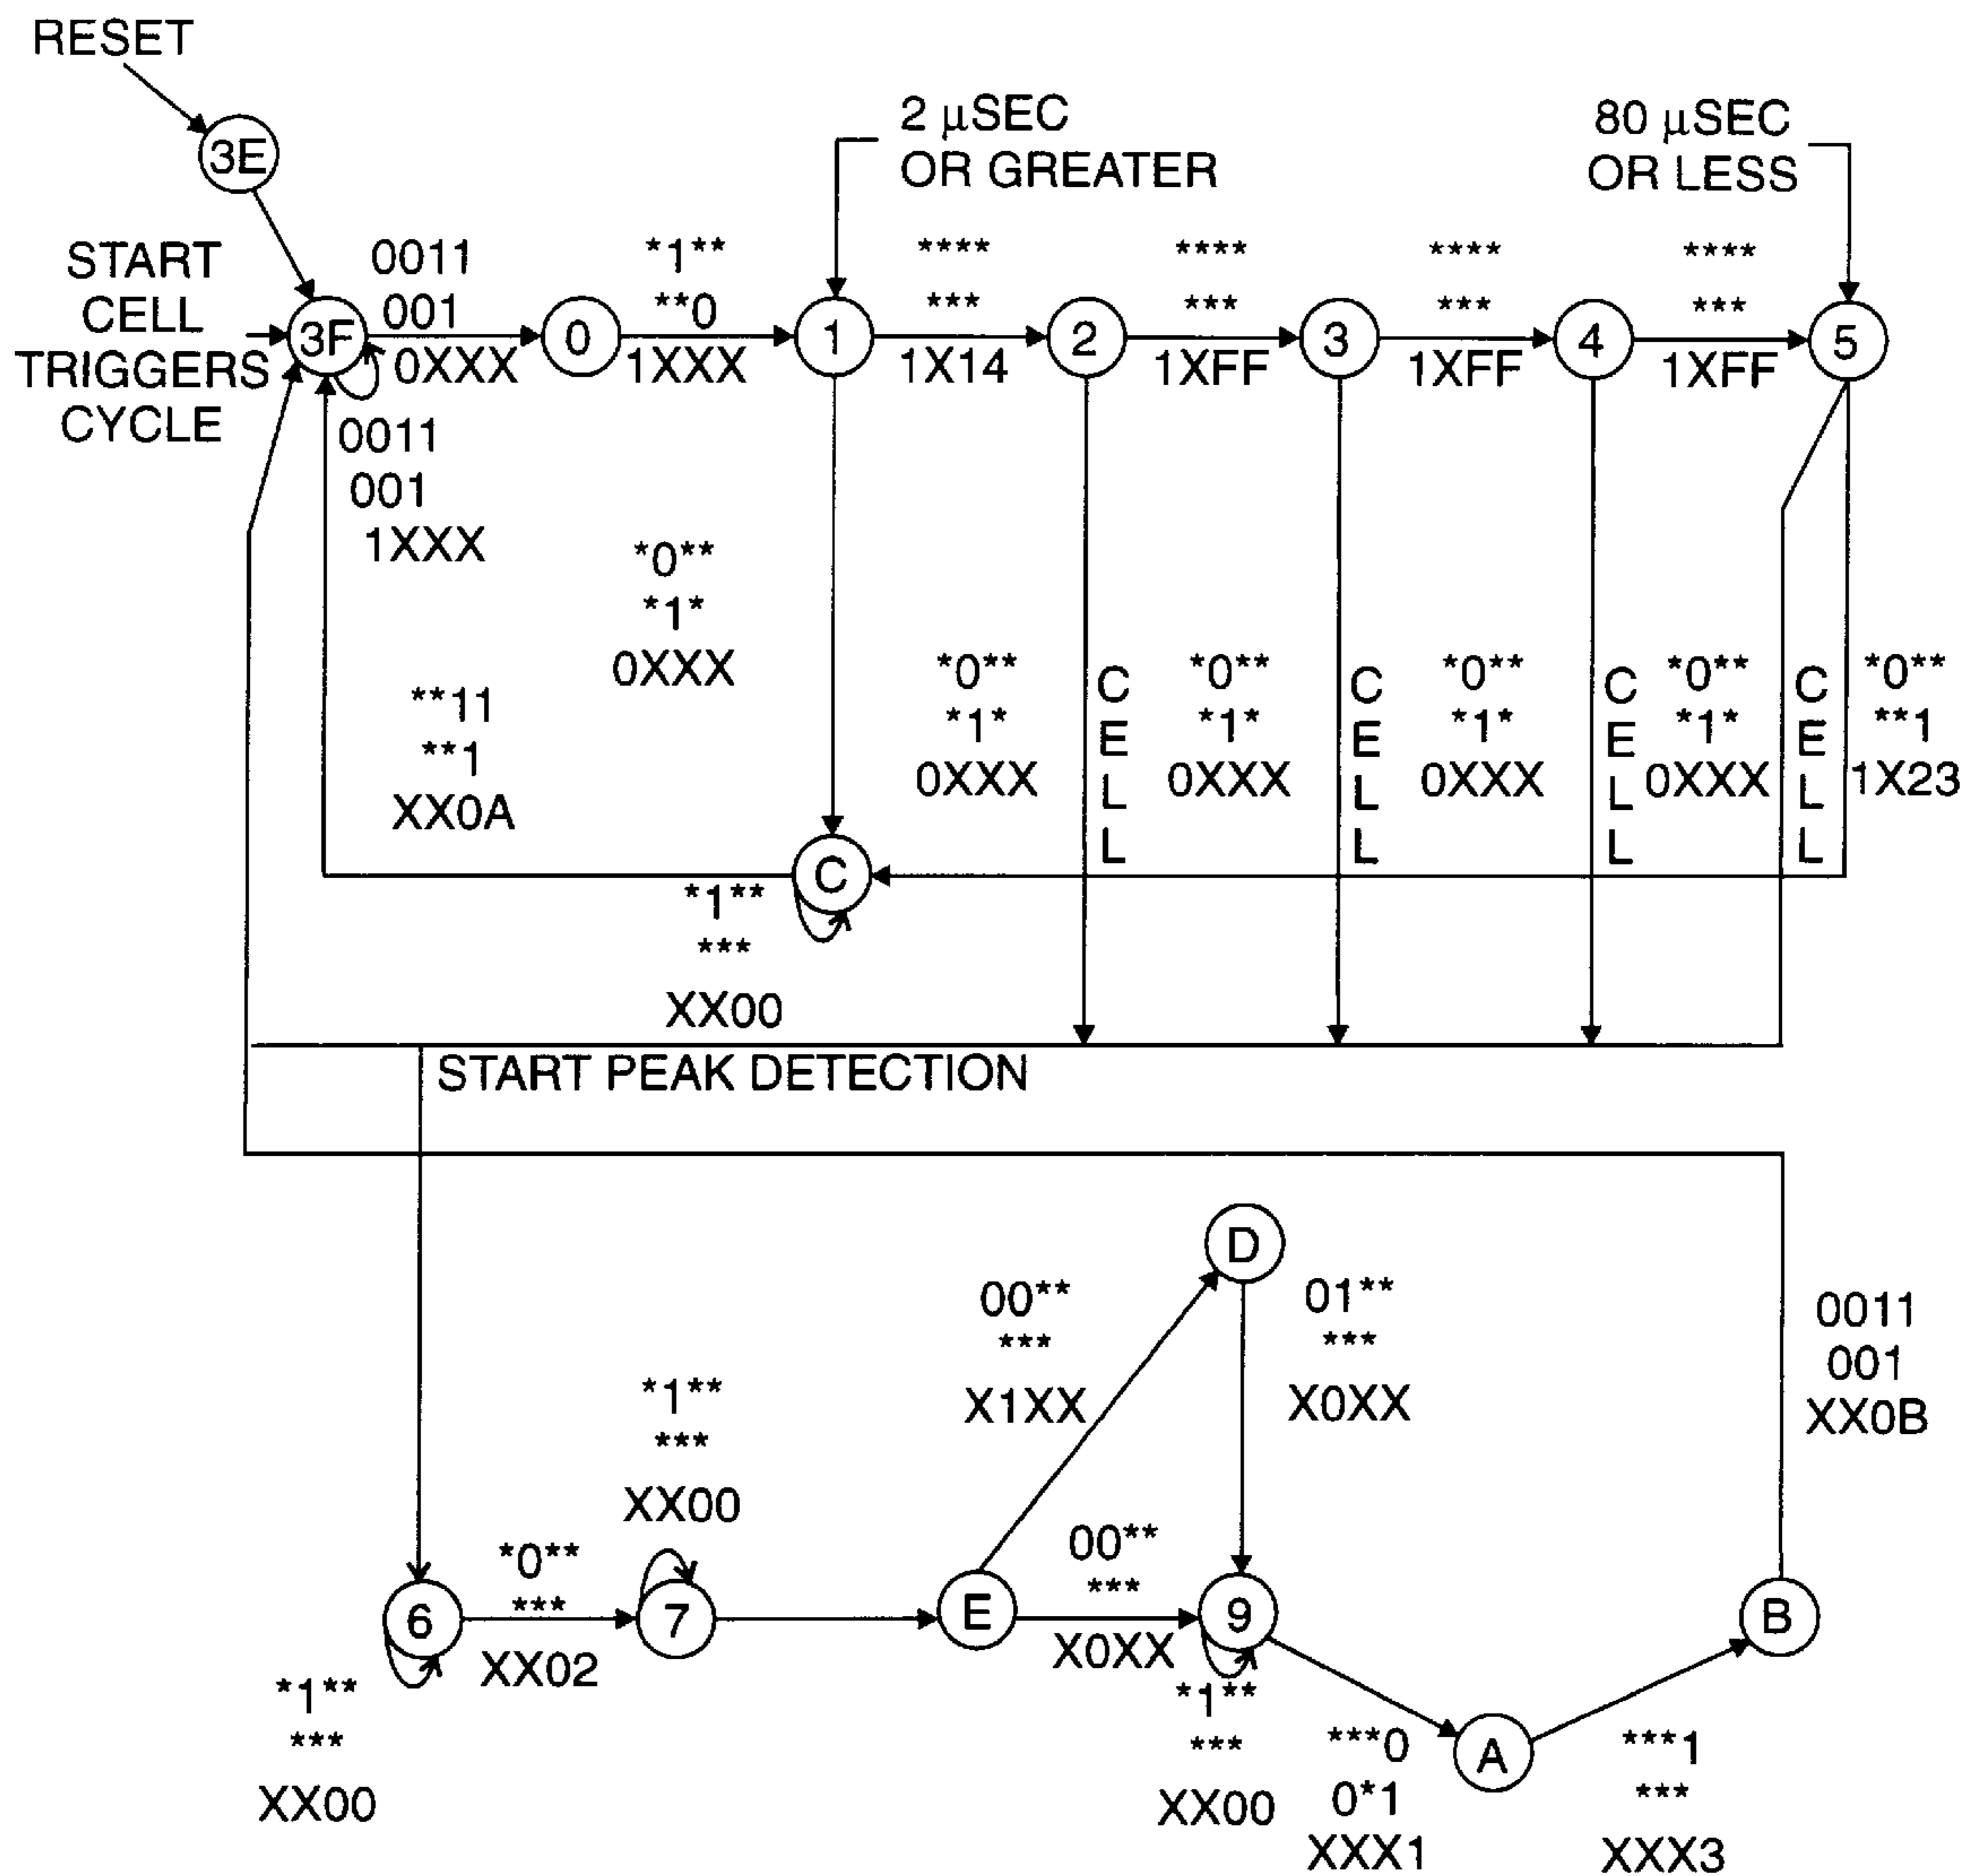 RESET
3E
2 µSEC
OR GREATER
80 µSEC
OR LESS
START
CELL
TRIGGERS
CYCLE
3F
0011
001
0XXX
0
*1**
**0
1XXX
1
****
***
1X14
2
****
***
1XFF
3
****
***
1XFF
4
****
***
1XFF
5
0011
001
1XXX
*0**
*1*
0XXX
**11
**1
XX0A
*0**
*1*
0XXX
CELL
*0**
*1*
0XXX
CELL
*0**
*1*
0XXX
CELL
*0**
*1*
0XXX
CELL
*0**
**1
1X23
C
*1**
***
XX00
START PEAK DETECTION
D
00**
***
X1XX
01**
***
X0XX
0011
001
XX0B
*1**
***
XX00
6
*0**
***
XX02
7
E
00**
***
X0XX
9
B
*1**
***
XX00
*1**
***
XX00
***0
0*1
XXX1
A
***1
***
XXX3